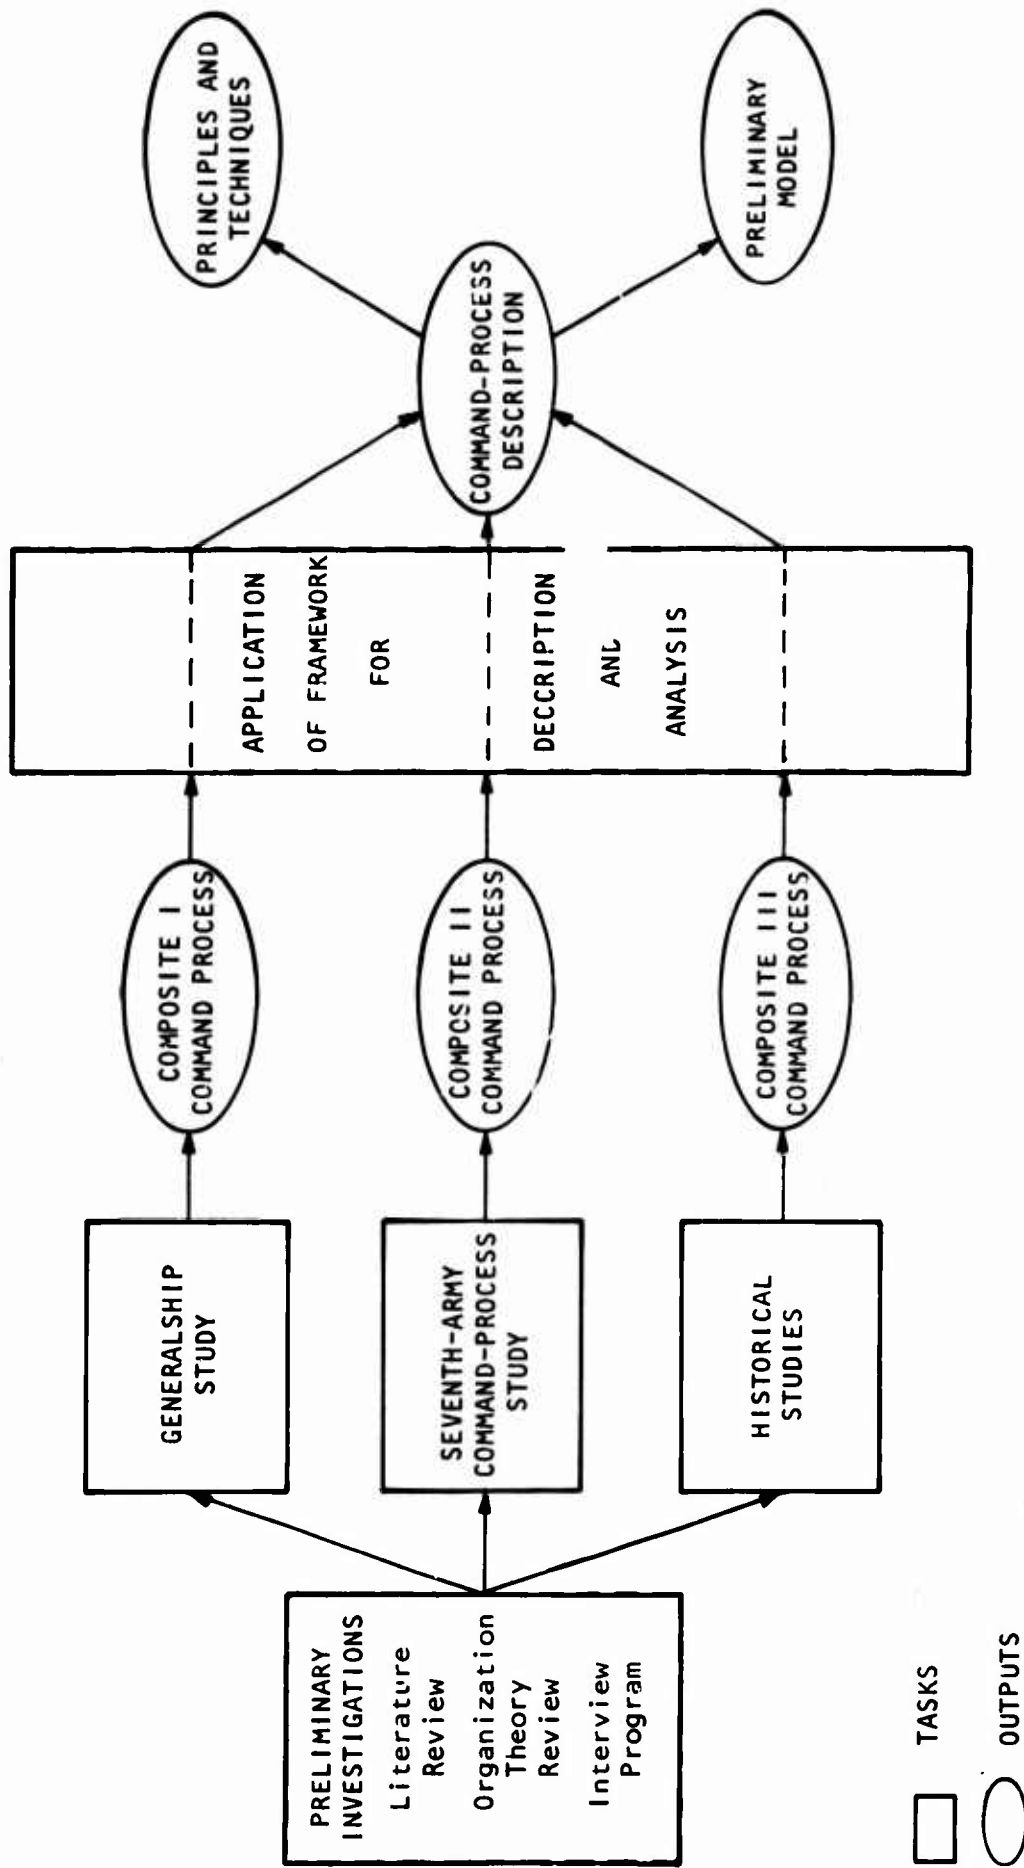 PRELIMINARY
INVESTIGATIONS
Literature
Review
Organization
Theory
Review
Interview
Program
GENERALSHIP
STUDY
SEVENTH-ARMY
COMMAND-PROCESS
STUDY
HISTORICAL
STUDIES
COMPOSITE I
COMMAND PROCESS
COMPOSITE II
COMMAND PROCESS
COMPOSITE III
COMMAND PROCESS
APPLICATION
OF FRAMEWORK
FOR
DECCRIPTION
AND
ANALYSIS
COMMAND-PROCESS
DESCRIPTION
PRINCIPLES AND
TECHNIQUES
PRELIMINARY
MODEL
TASKS
OUTPUTS